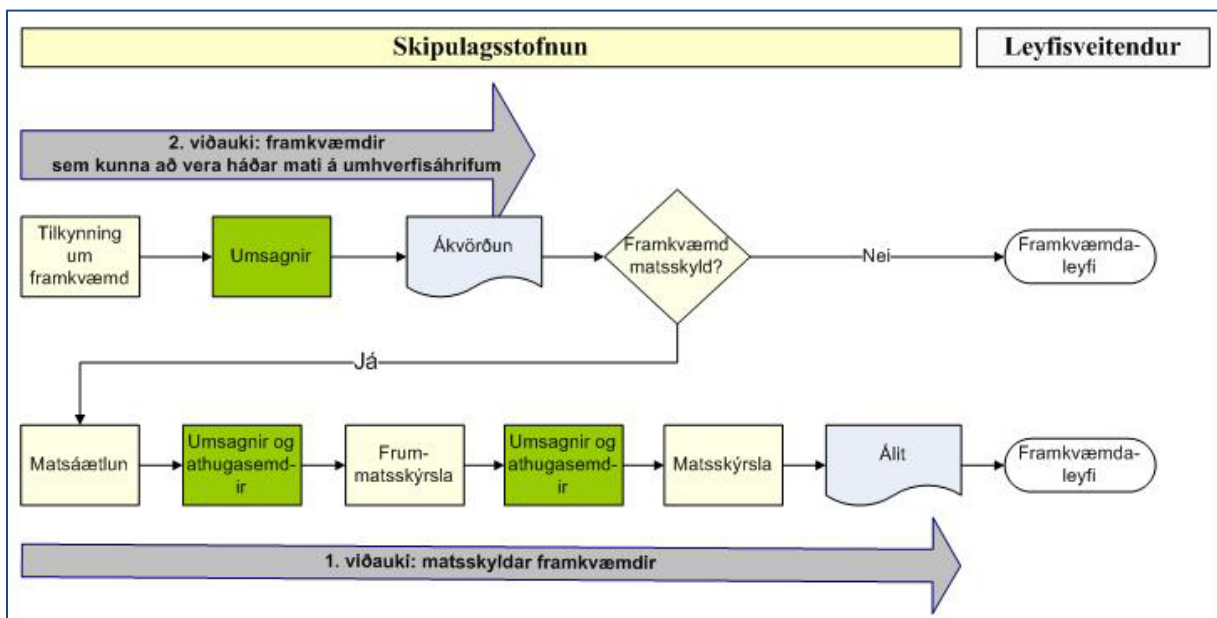 Skipulagsstofnun
Leyfisveitendur
2. viðauki: framkvæmdir
sem kunna að vera háðar mati á umhverfisáhrifum
Tilkynning
um
framkvæmd
Umsagnir
Ákvörðun
Framkvæmd
matsskyld?
Nei
Framkvæmda-
leyfi
Já
Matsáætlun
Umsagnir og
athugasemd-
ir
Frum-
matsskýrsla
Umsagnir og
athugasemd-
ir
Matsskýrsla
Álit
Framkvæmda-
leyfi
1. viðauki: matsskyldar framkvæmdir